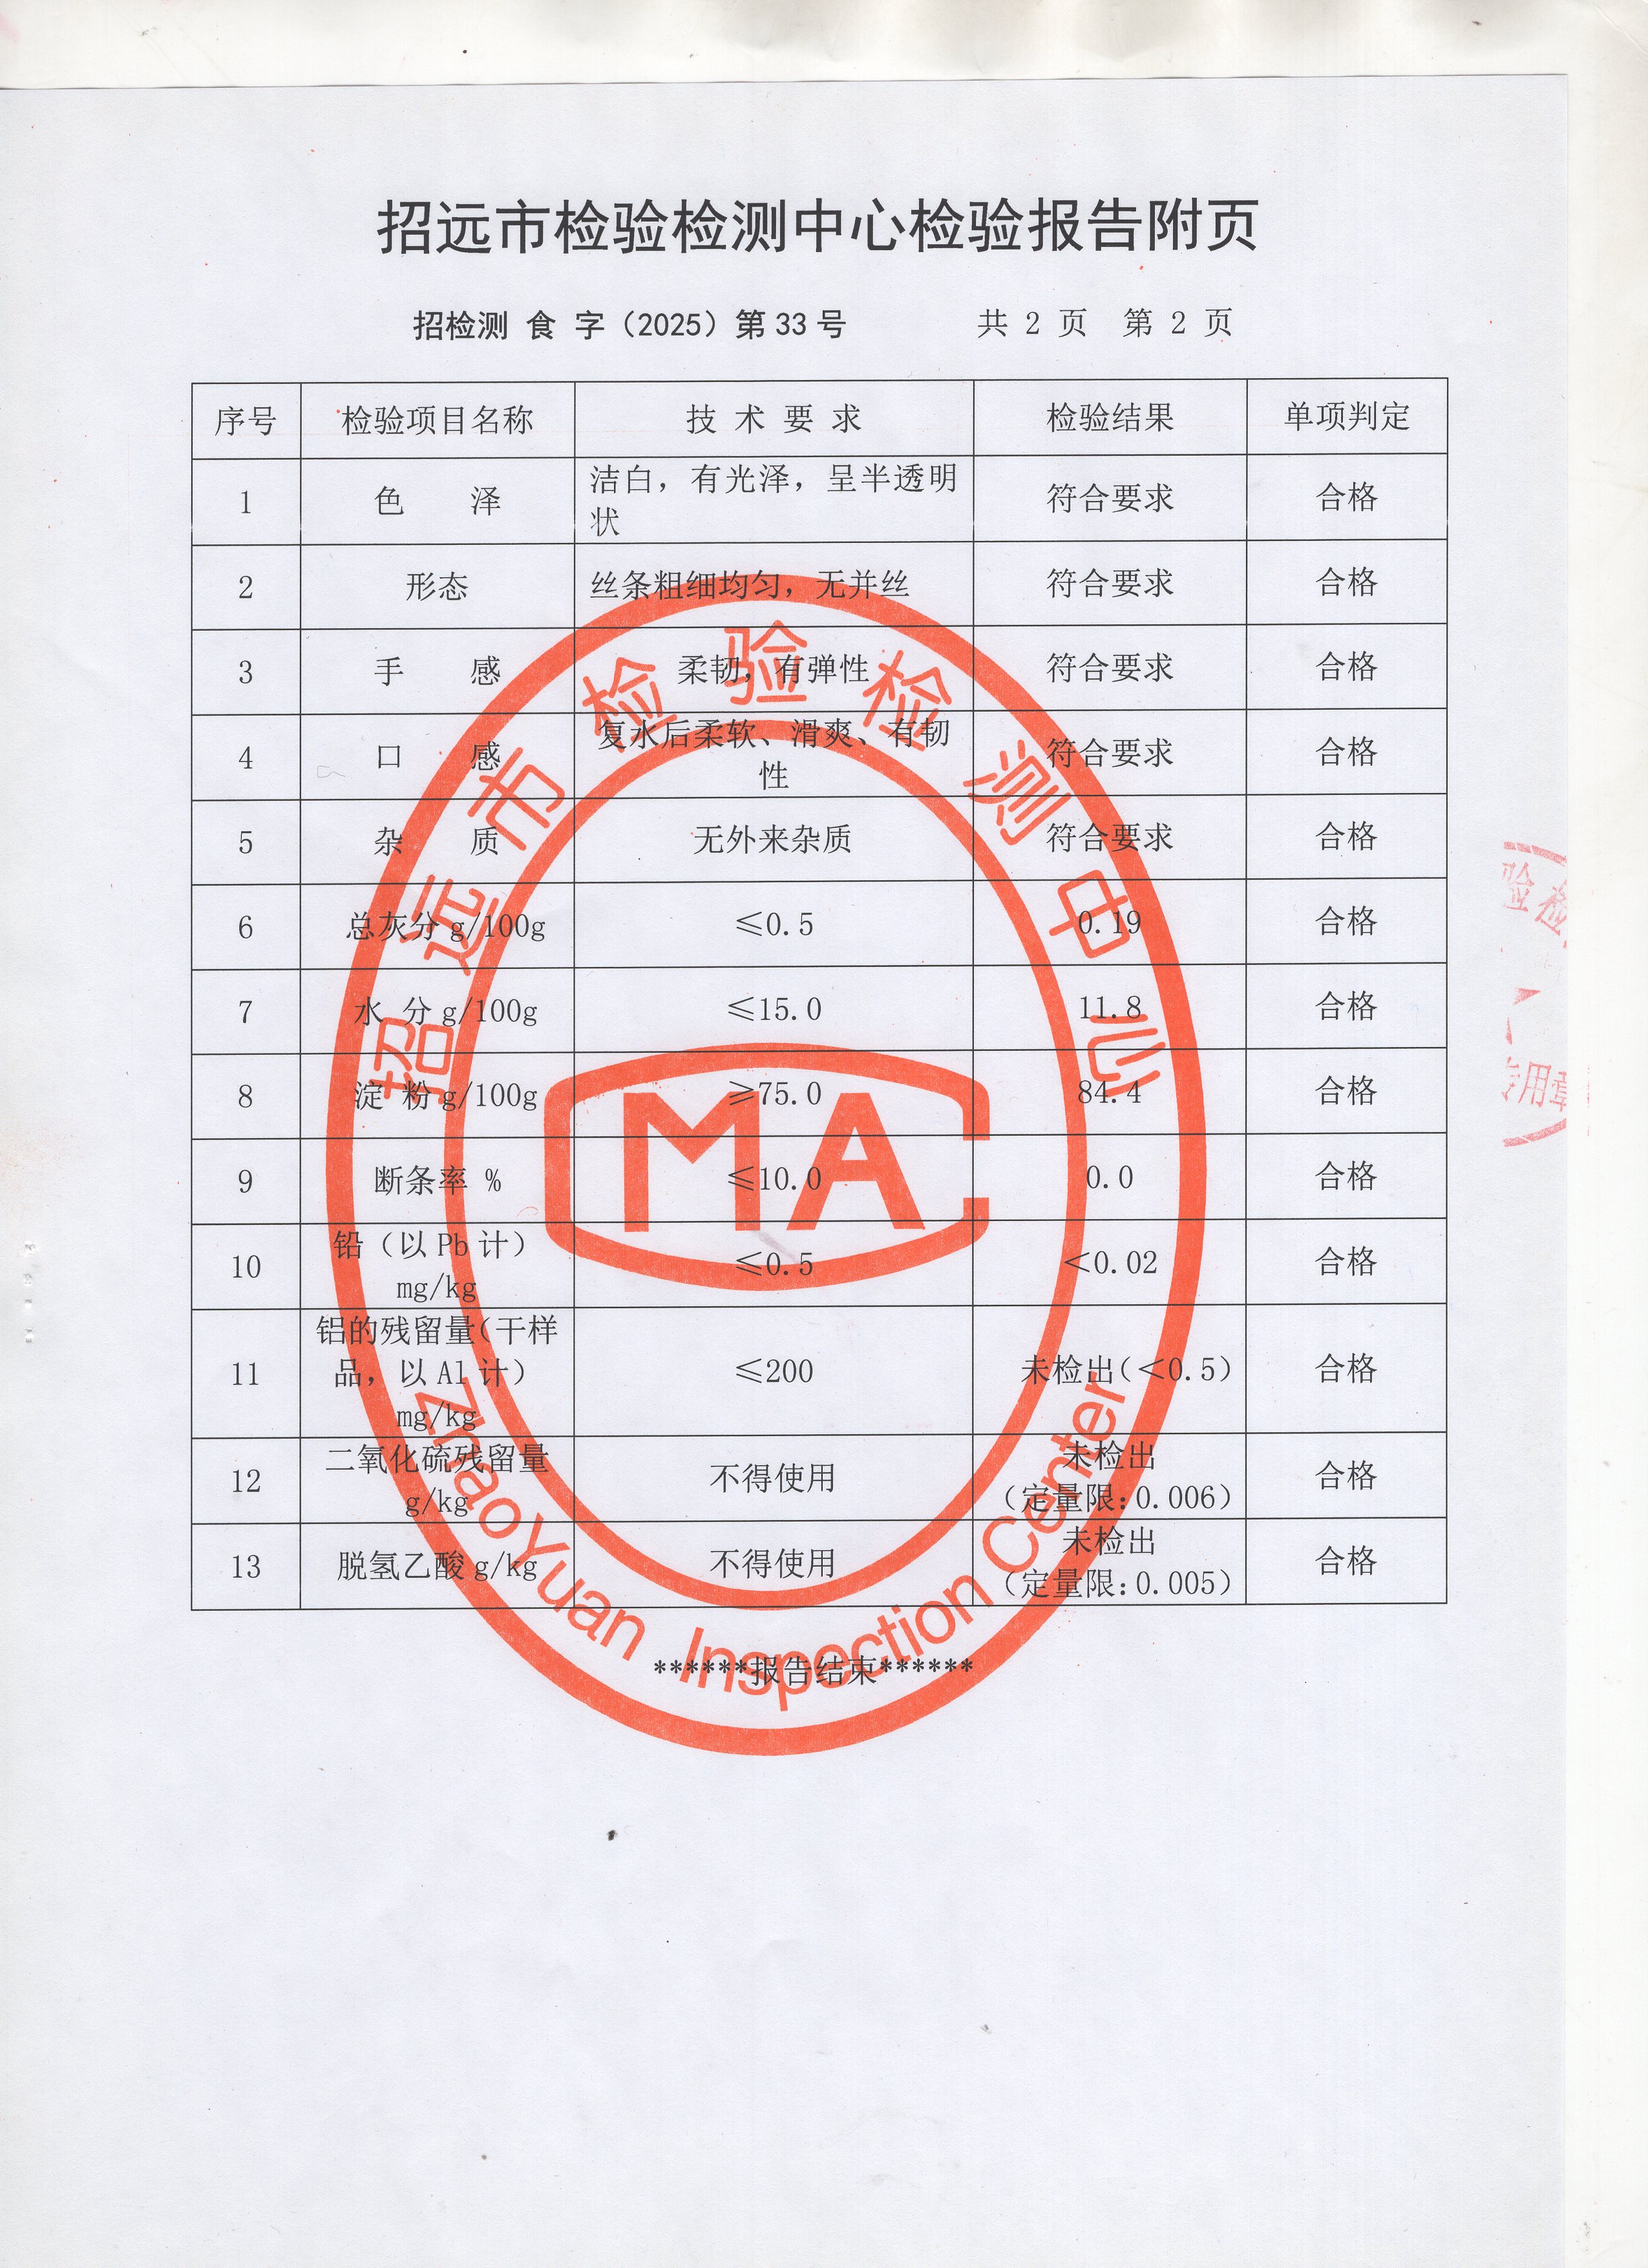 招远市检验检测中心检验报告附页
招检测 食 字（2025）第 33 号 共 2 页 第 2 页
序号 检验项目名称 技 术 要 求 检验结果 单项判定
1 色 泽 洁白，有光泽，呈半透明
状 符合要求 合格
2 形态 丝条粗细均匀，无并丝 符合要求 合格
3 手 感 柔韧，有弹性 符合要求 合格
4 口 感 复水后柔软、滑爽、有韧
性 符合要求 合格
5 杂 质 无外来杂质 符合要求 合格
6 总灰分 g/100g ≤0.5 0.19 合格
7 水 分 g/100g ≤15.0 11.8 合格
8 淀 粉 g/100g ≥75.0 84.4 合格
9 断条率 % ≤10.0 0.0 合格
10 铅（以 Pb 计）
mg/kg ≤0.5 ＜0.02 合格
11 铝的残留量（干样
品，以 Al 计）
mg/kg ≤200 未检出（＜0.5） 合格
12 二氧化硫残留量
g/kg 不得使用 未检出
（定量限：0.006） 合格
13 脱氢乙酸 g/kg 不得使用 未检出
（定量限：0.005） 合格
******报告结束******
招远市检验检测中心
MA
ZhaoYuan Inspection Center
验检
用章